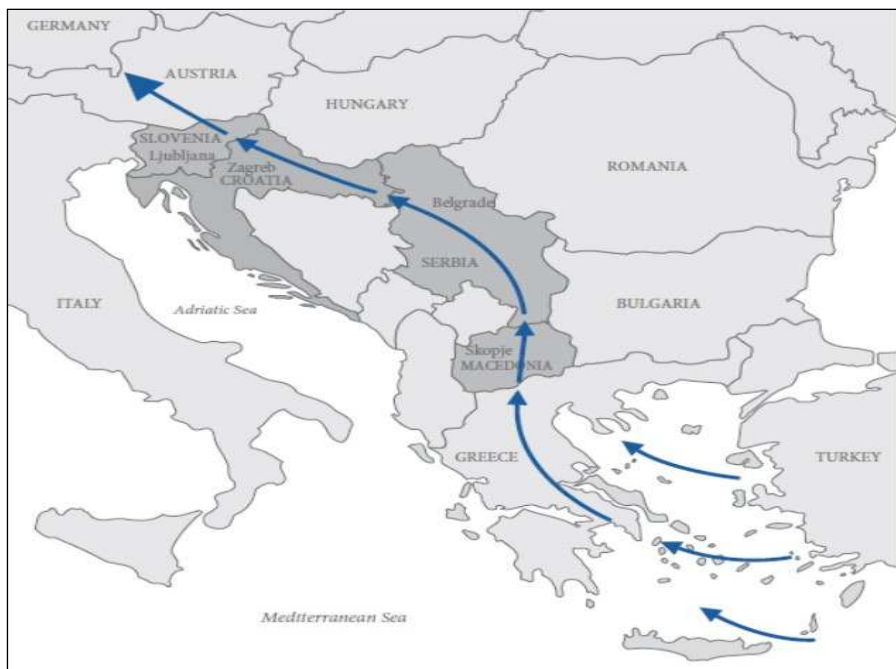 GERMANY
AUSTRIA
HUNGARY
SLOVENIA
Ljubljana
Zagreb
CROATIA
ROMANIA
Belgrade
SERBIA
ITALY
Adriatic Sea
BULGARIA
Skopje
MACEDONIA
GREECE
TURKEY
Mediterranean Sea